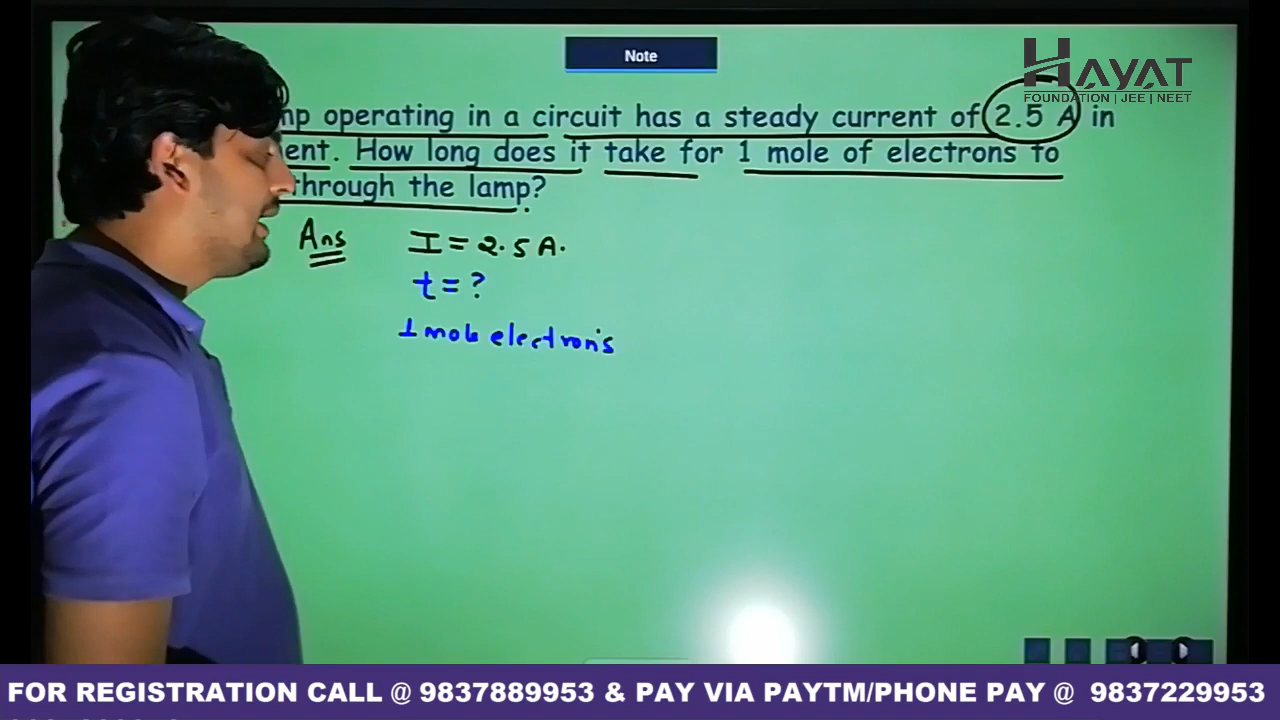 Note
HAYAT
FOUNDATION | JEE | NEET
mp operating in a circuit has a steady current of 2.5 A in
ent. How long does it take for 1 mole of electrons to
through the lamp?
Ans I = 2.5 A.
t = ?
1 mole electrons
FOR REGISTRATION CALL @ 9837889953 & PAY VIA PAYTM/PHONE PAY @ 9837229953